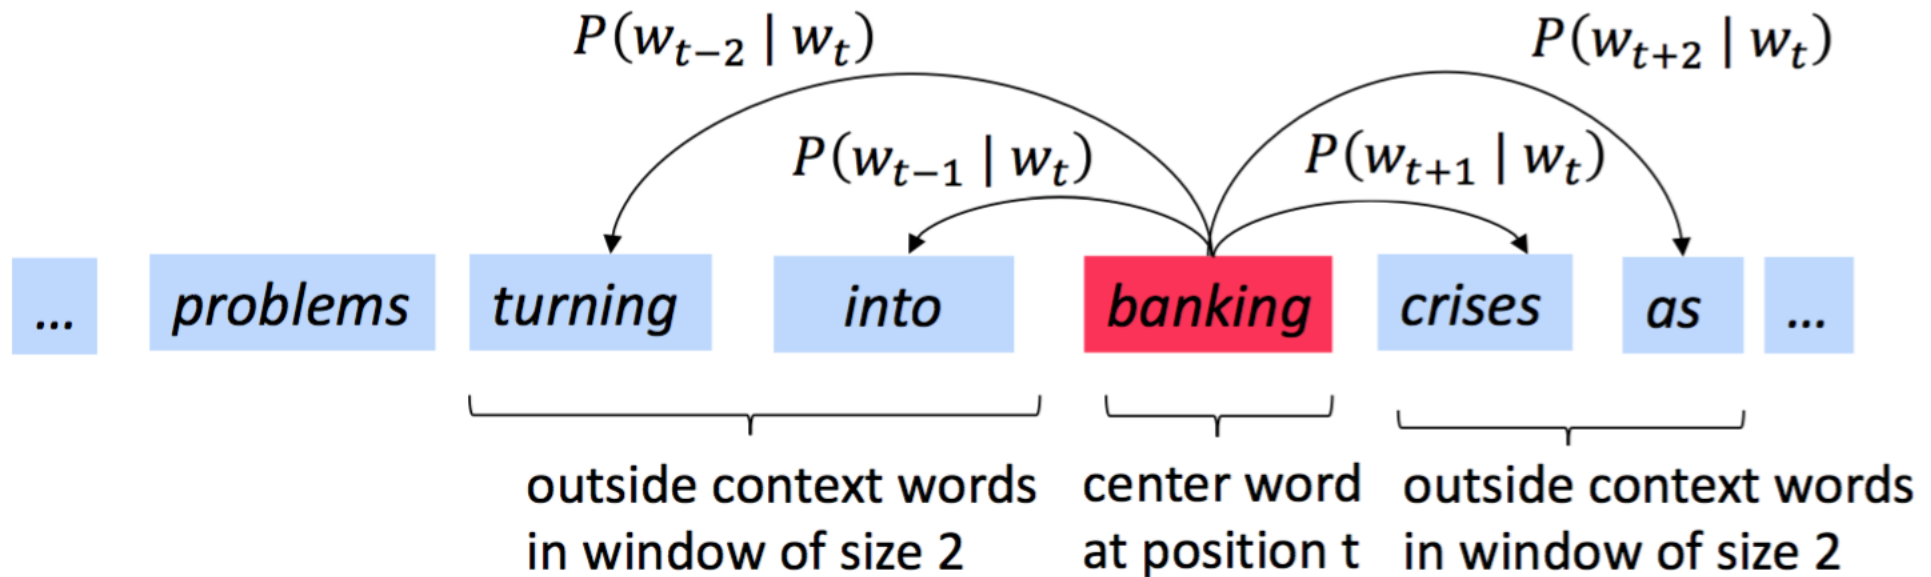 P(w_{t−2} | w_t)
P(w_{t+2} | w_t)
P(w_{t−1} | w_t)
P(w_{t+1} | w_t)
... problems turning into banking crises as ...
outside context words
in window of size 2
center word
at position t
outside context words
in window of size 2